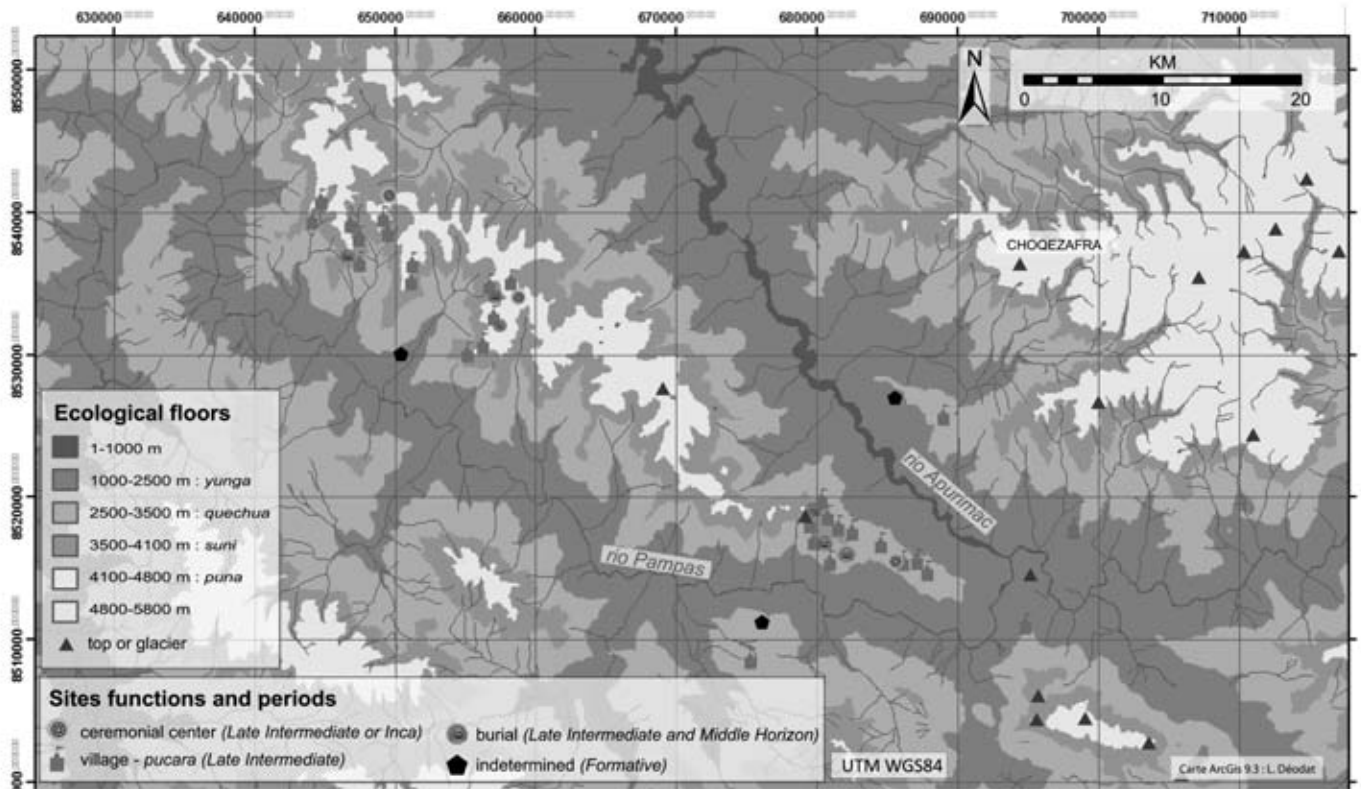 630000 640000 650000 660000 670000 680000 690000 700000 710000
8550000
8540000
8530000
8520000
8510000
N
KM
0 10 20
CHOQEZAFRA
rio Apurimac
rio Pampas
Ecological floors
1-1000 m
1000-2500 m : yunga
2500-3500 m : quechua
3500-4100 m : suni
4100-4800 m : puna
4800-5800 m
top or glacier
Sites functions and periods
ceremonial center (Late Intermediate or Inca)
village - pucara (Late Intermediate)
burial (Late Intermediate and Middle Horizon)
indetermined (Formative)
UTM WGS84
Carte ArcGis 9.3 : L. Déodat